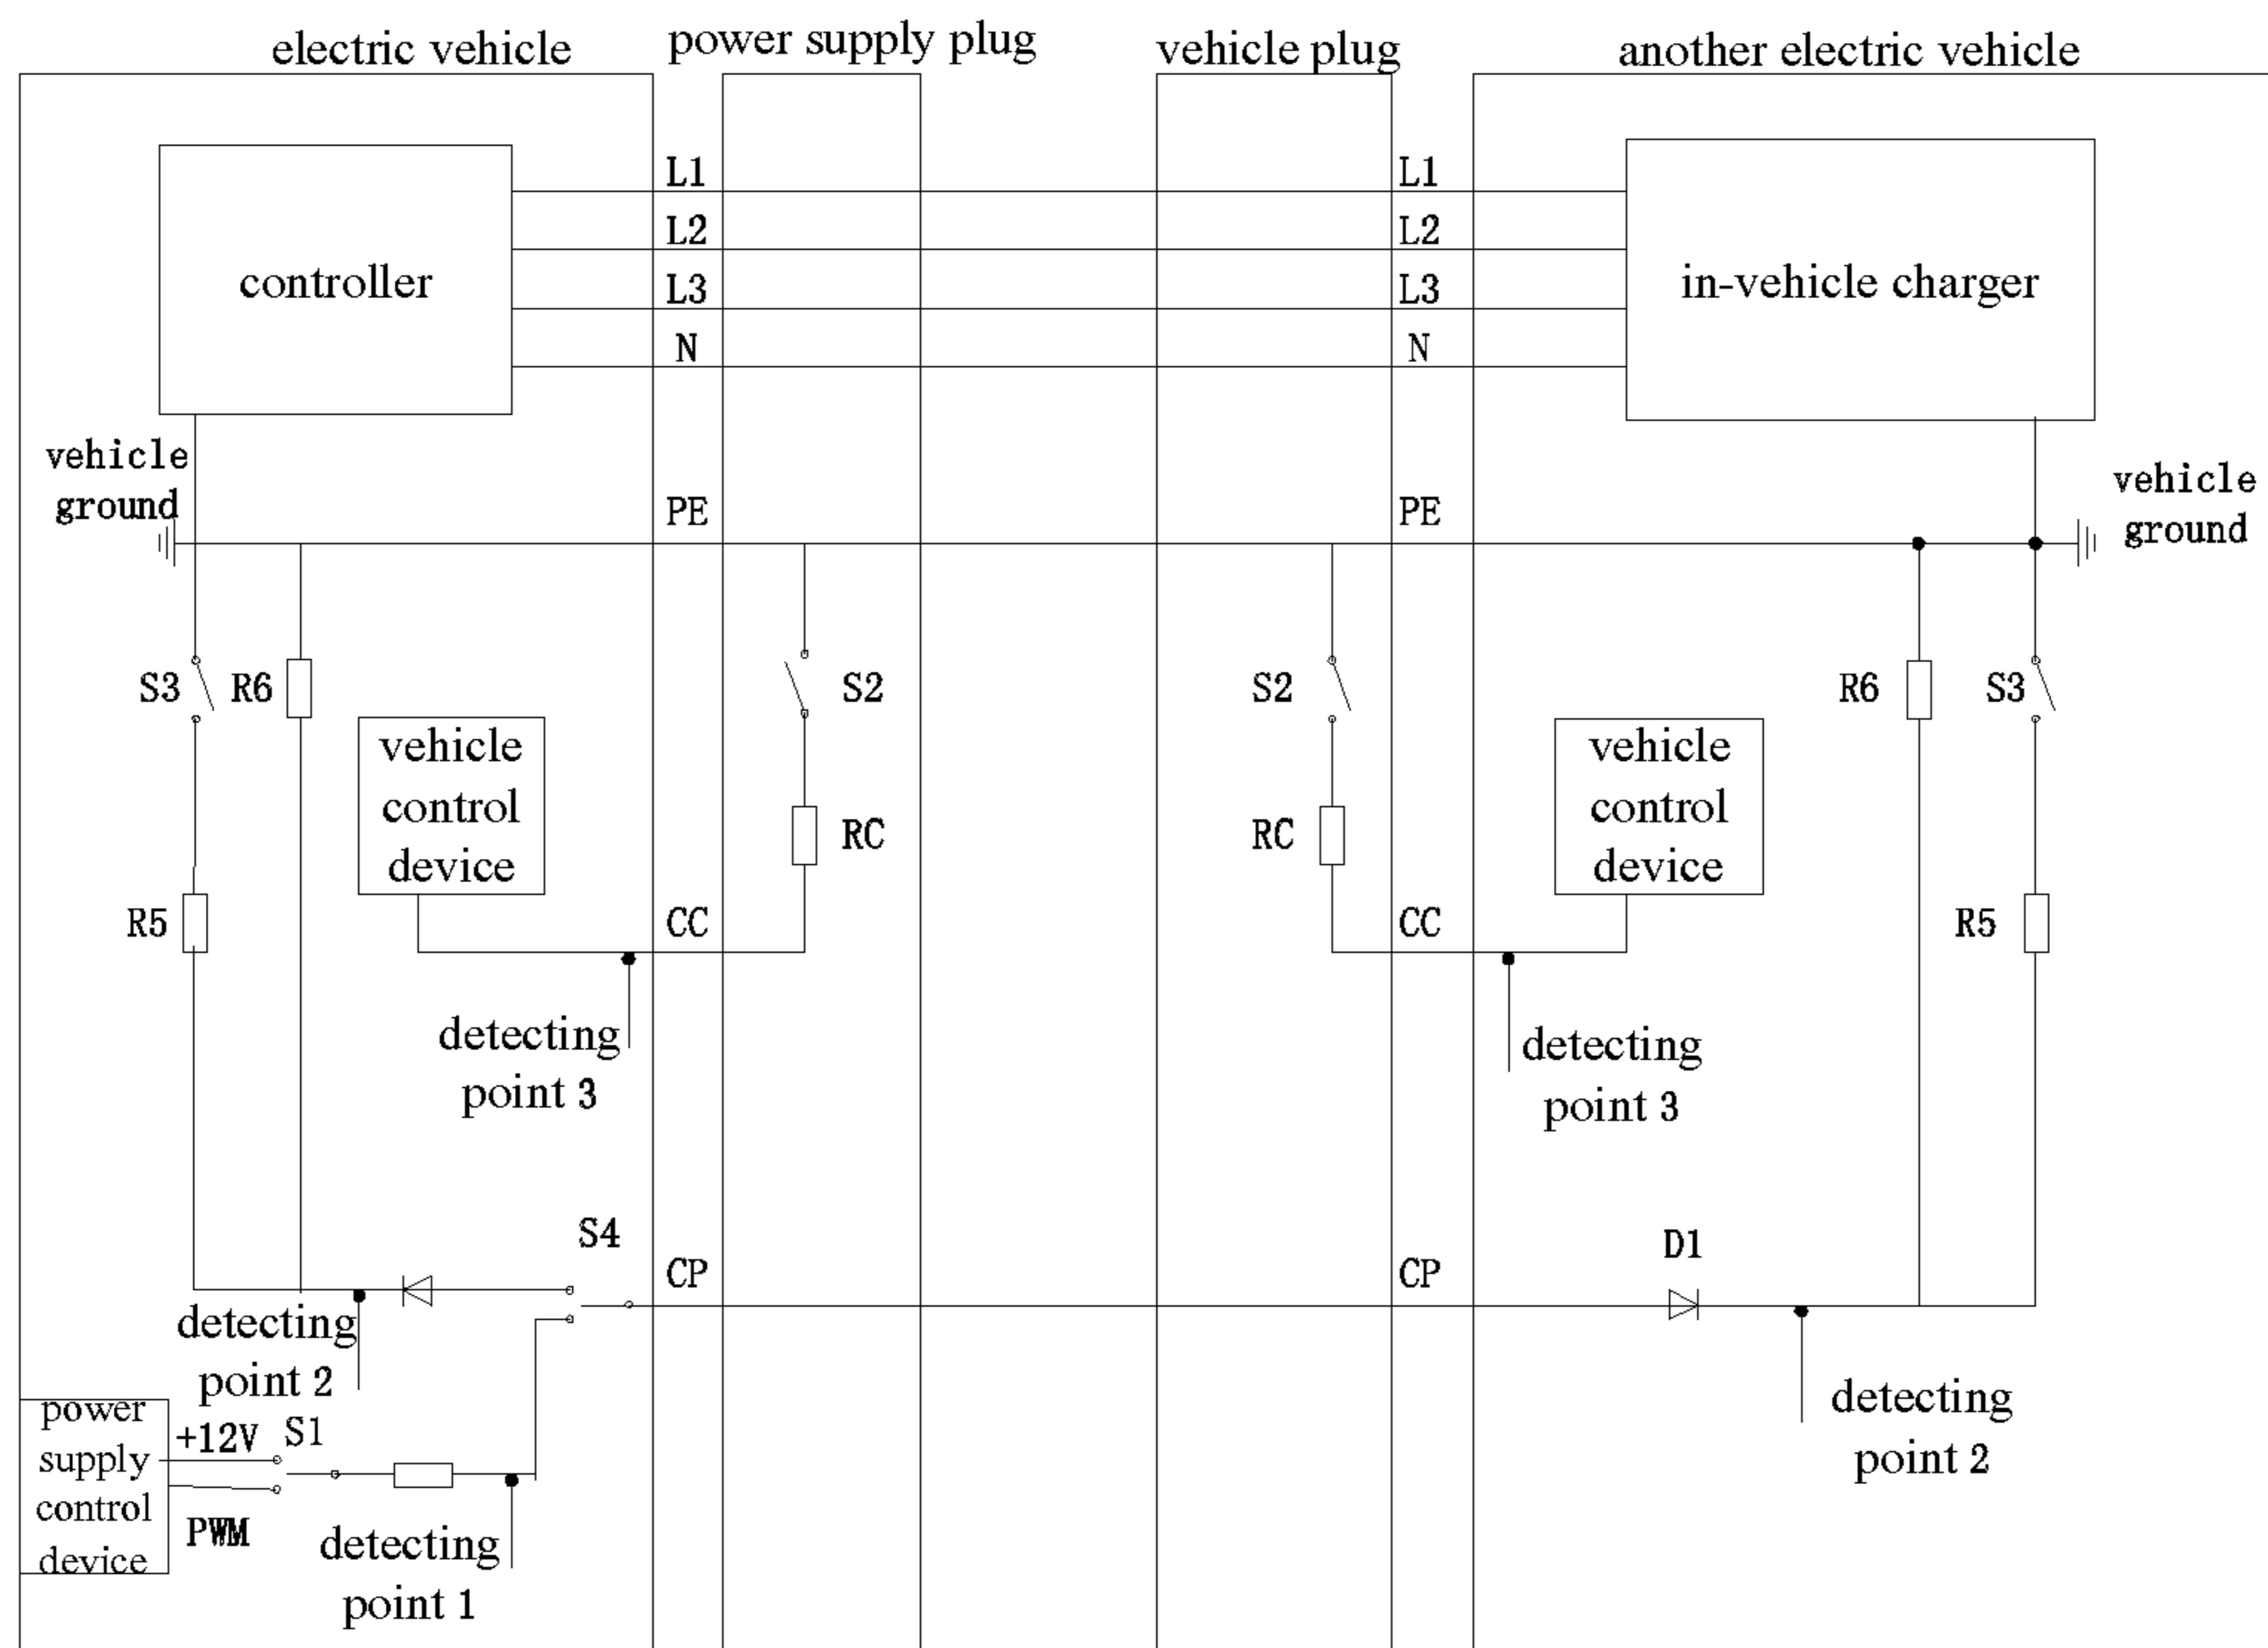 electric vehicle
power supply plug
vehicle plug
another electric vehicle
controller
L1
L2
L3
N
L1
L2
L3
N
in-vehicle charger
vehicle
ground
PE
PE
vehicle
ground
S3
R6
S2
S2
R6
S3
vehicle
control
device
RC
RC
vehicle
control
device
R5
CC
CC
R5
detecting
point 3
detecting
point 3
S4
CP
CP
D1
detecting
point 2
detecting
point 2
power
supply
control
device
+12V
S1
PWM
detecting
point 1